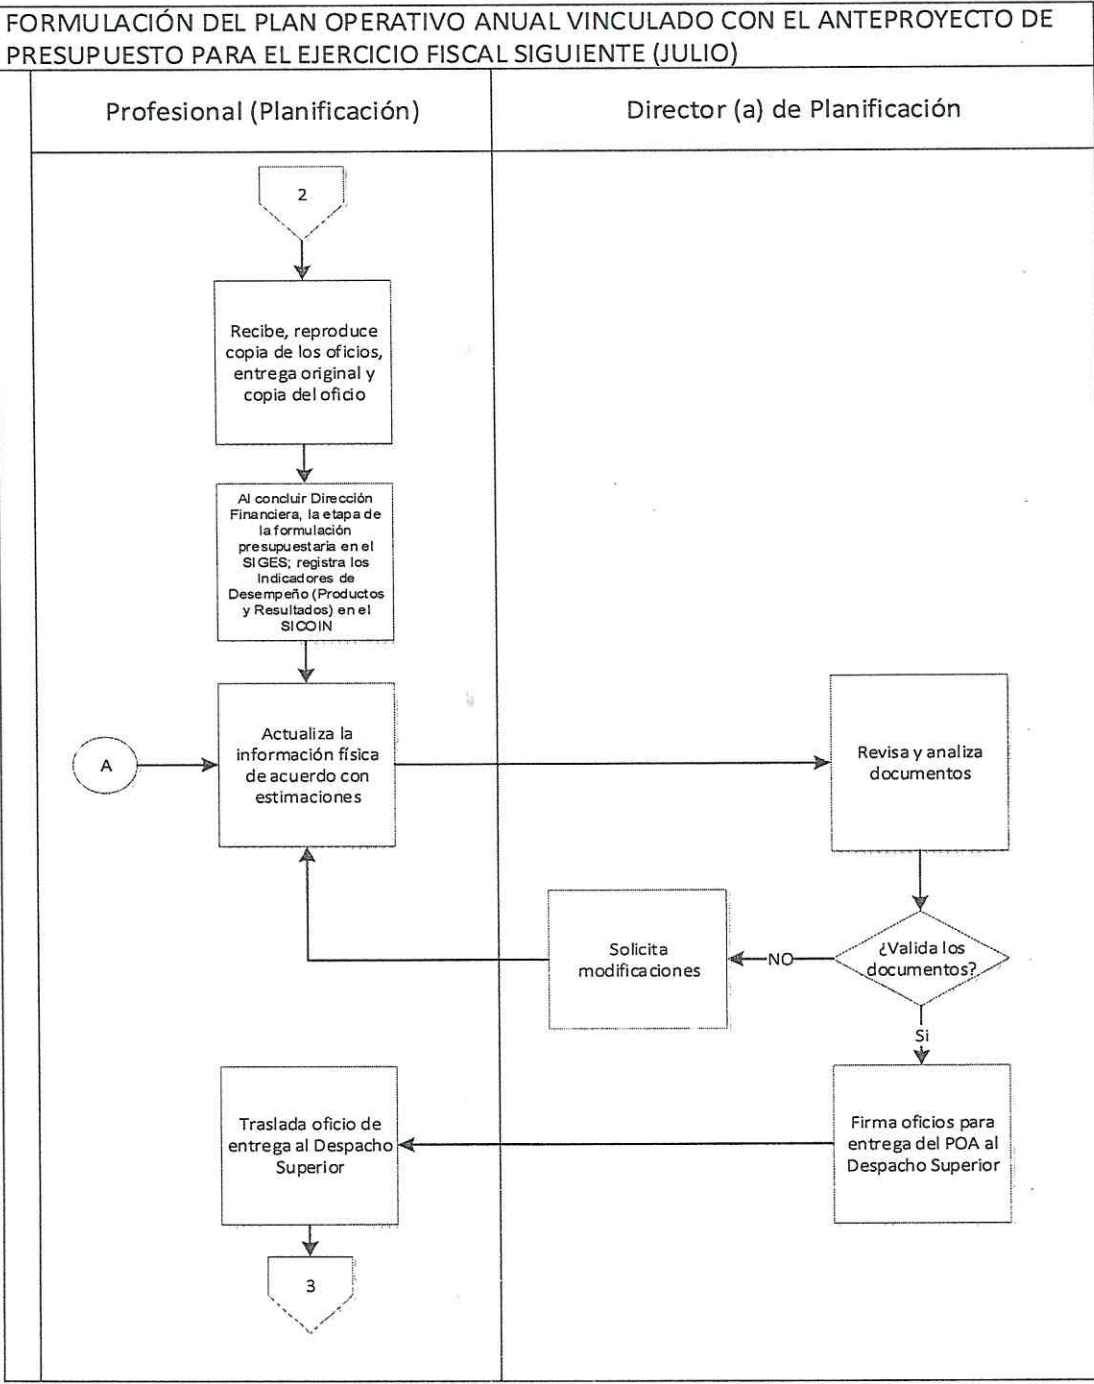 FORMULACIÓN DEL PLAN OPERATIVO ANUAL VINCULADO CON EL ANTEPROYECTO DE
PRESUPUESTO PARA EL EJERCICIO FISCAL SIGUIENTE (JULIO)
Profesional (Planificación)
Director (a) de Planificación
2
Recibe, reproduce
copia de los oficios,
entrega original y
copia del oficio
Al concluir Dirección
Financiera, la etapa de
la formulación
presupuestaria en el
SIGES; registra los
Indicadores de
Desempeño (Productos
y Resultados) en el
SICOIN
A
Actualiza la
información física
de acuerdo con
estimaciones
Revisa y analiza
documentos
¿Valida los
documentos?
NO
Solicita
modificaciones
Si
Firma oficios para
entrega del POA al
Despacho Superior
Traslada oficio de
entrega al Despacho
Superior
3